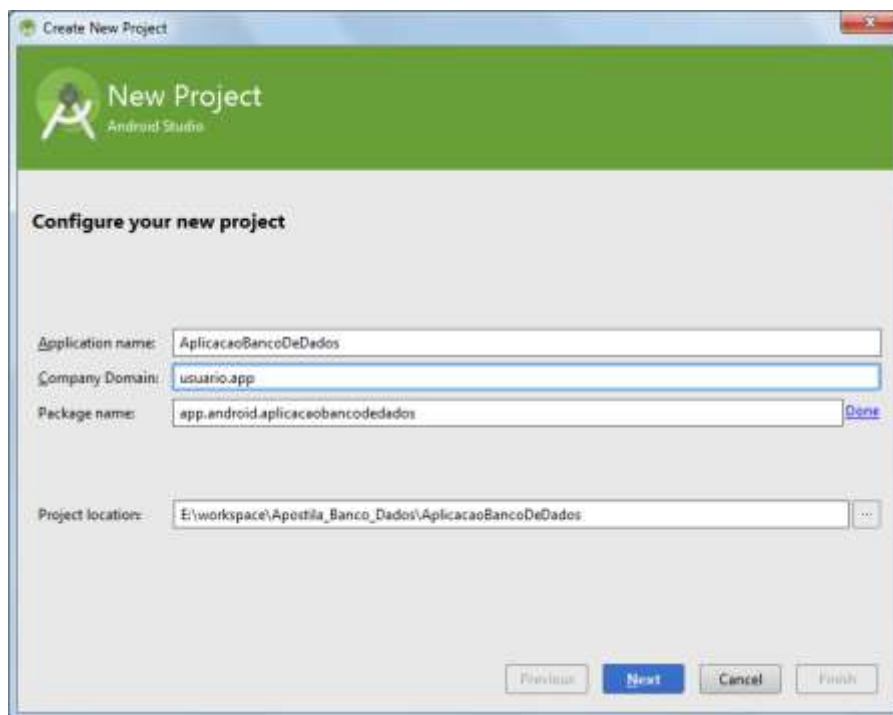 Create New Project
New Project
Android Studio
Configure your new project
Application name: AplicacaoBancoDeDados
Company Domain: usuario.app
Package name: app.android.aplicacaobancodedados Done
Project location: E:\workspace\Apostila_Banco_Dados\AplicacaoBancoDeDados ...
Previous Next Cancel Finish